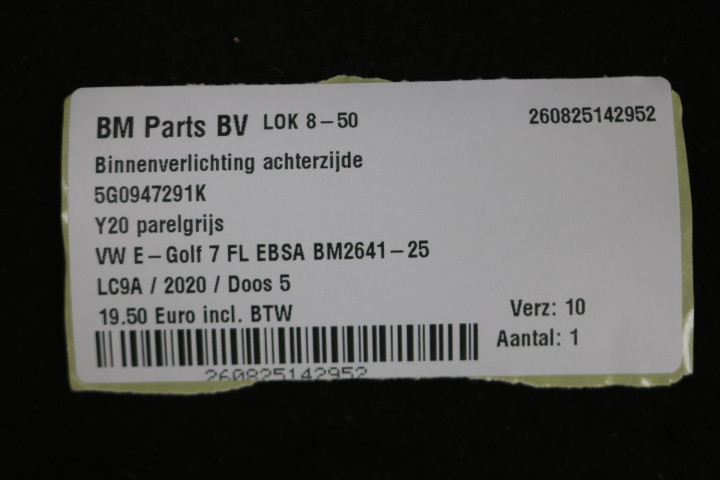 BM Parts BV LOK 8-50 260825142952
Binnenverlichting achterzijde
5G0947291K
Y20 parelgrijs
VW E-Golf 7 FL EBSA BM2641-25
LC9A / 2020 / Doos 5
19.50 Euro incl. BTW Verz: 10
Aantal: 1
260825142952